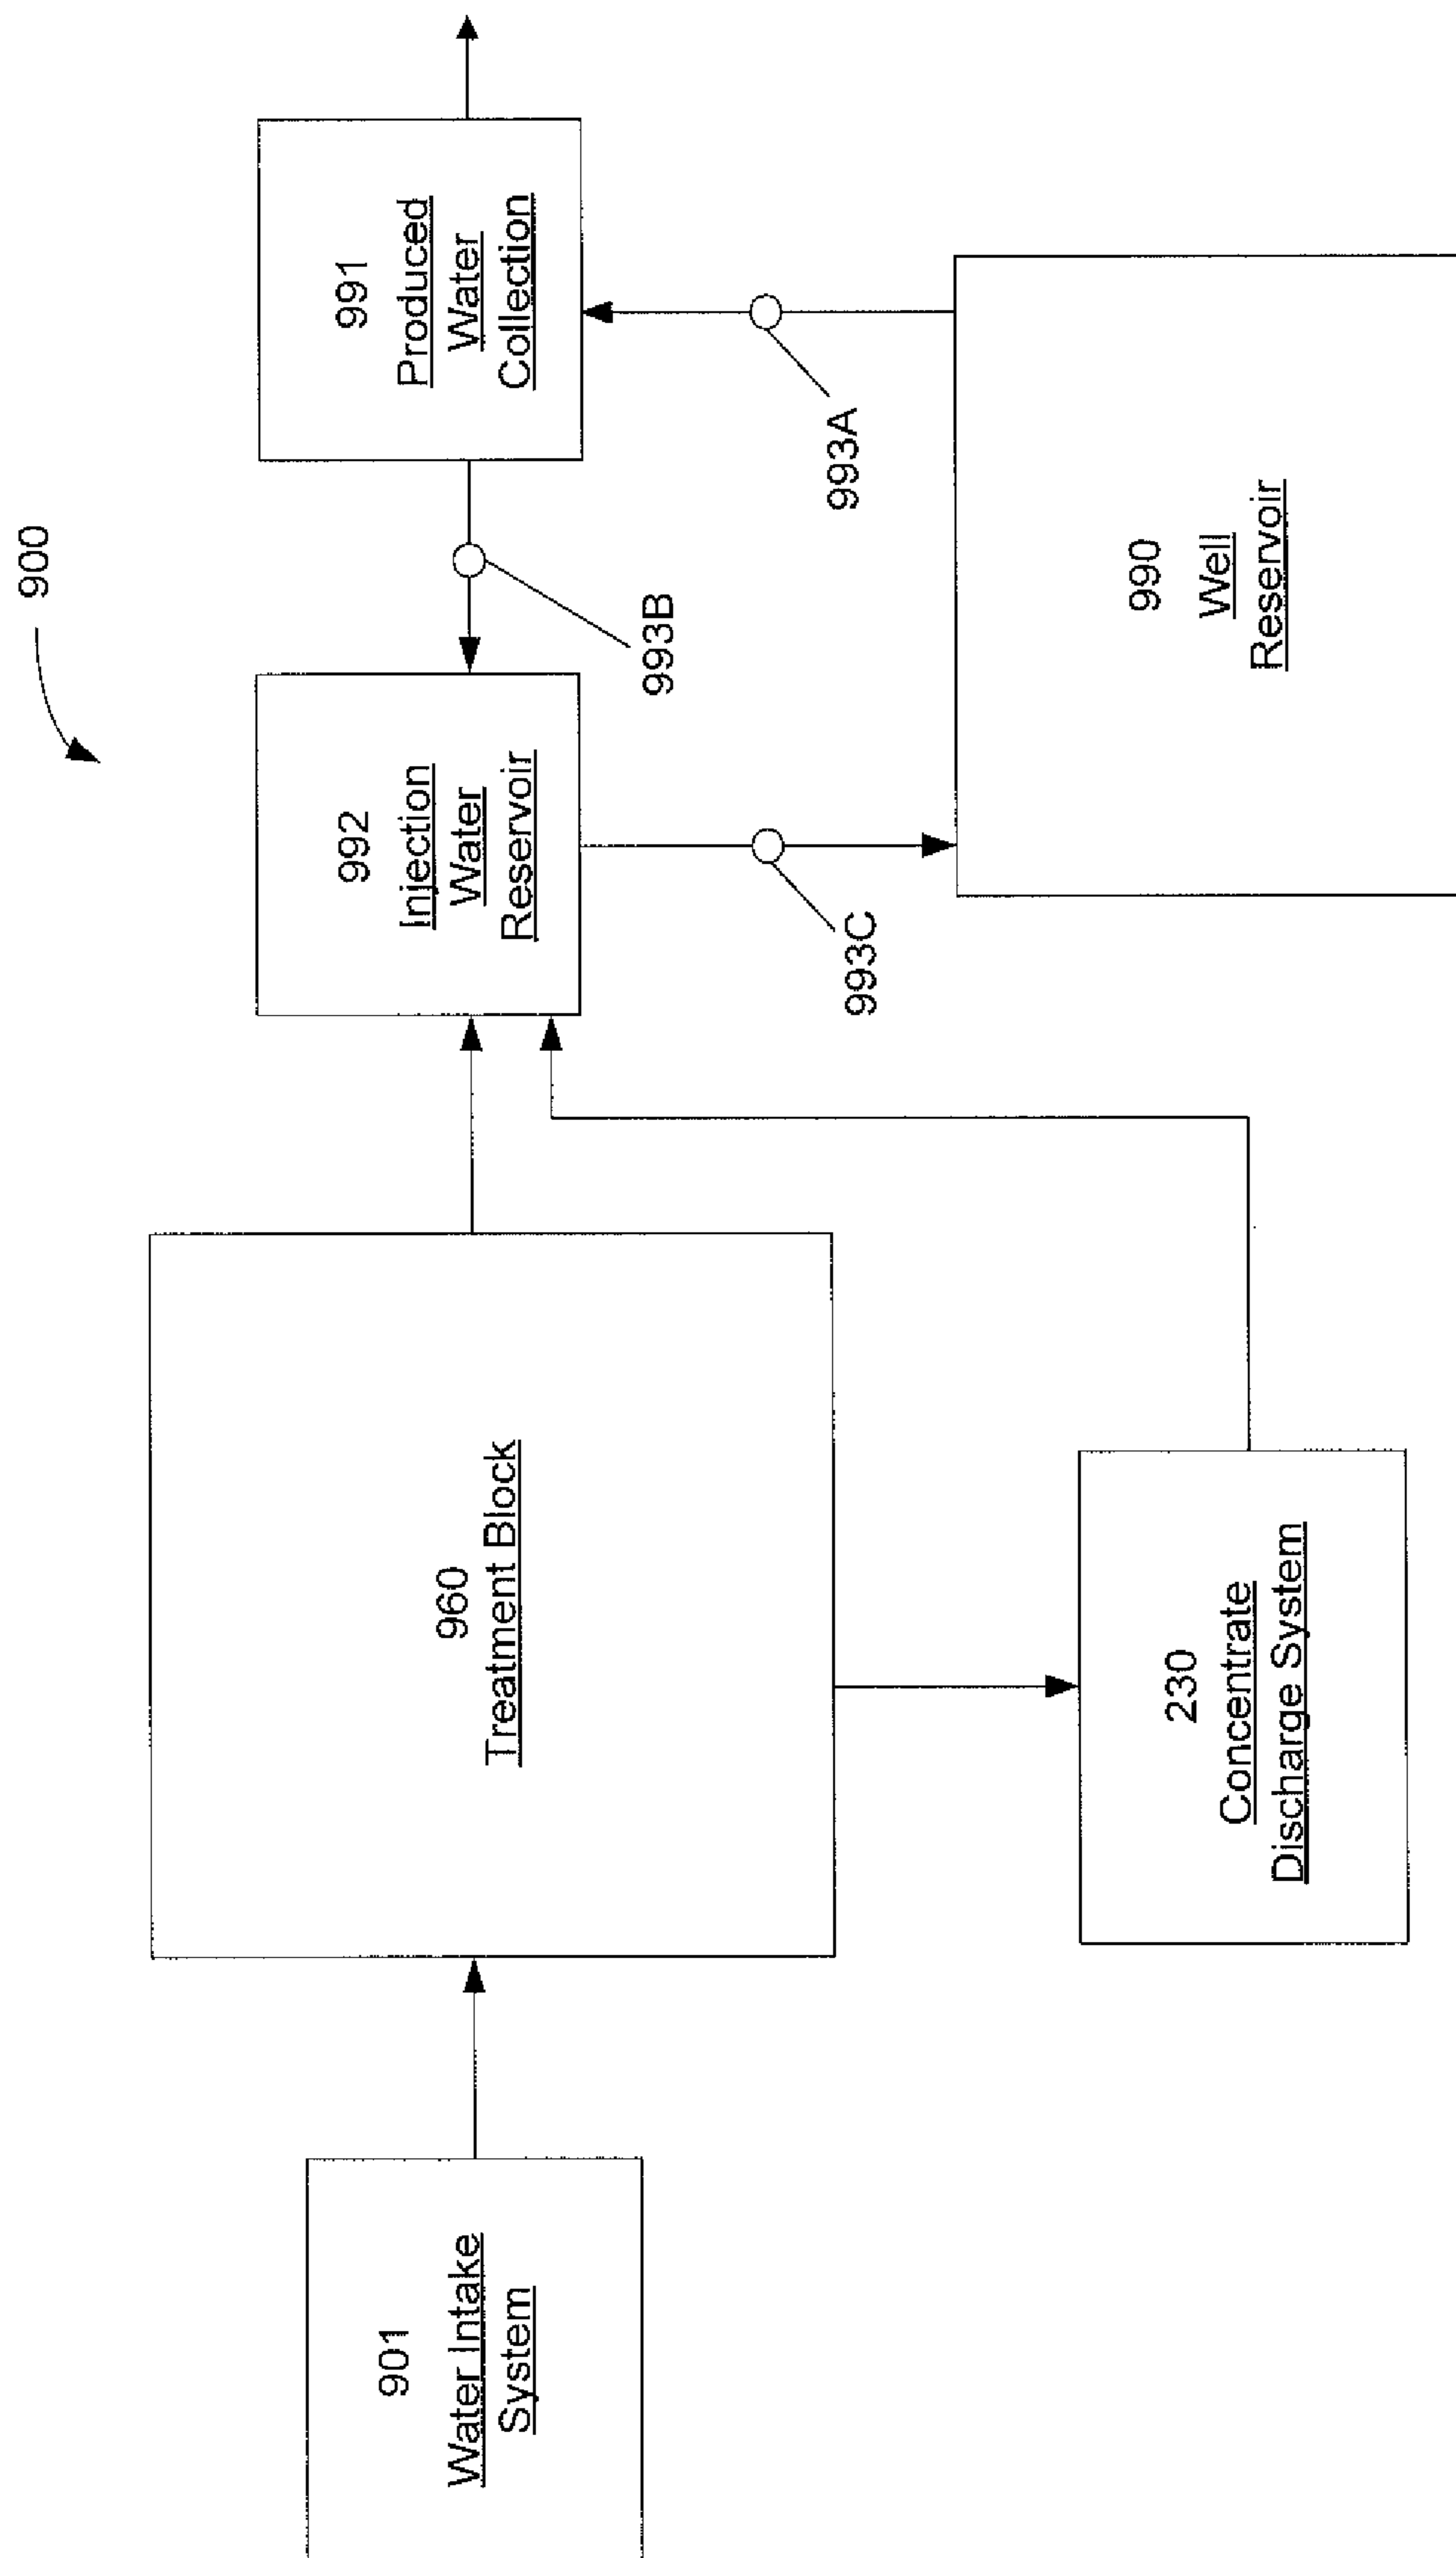 900
901
Water Intake
System
960
Treatment Block
230
Concentrate
Discharge System
992
Injection
Water
Reservoir
993B
991
Produced
Water
Collection
993C
993A
990
Well
Reservoir